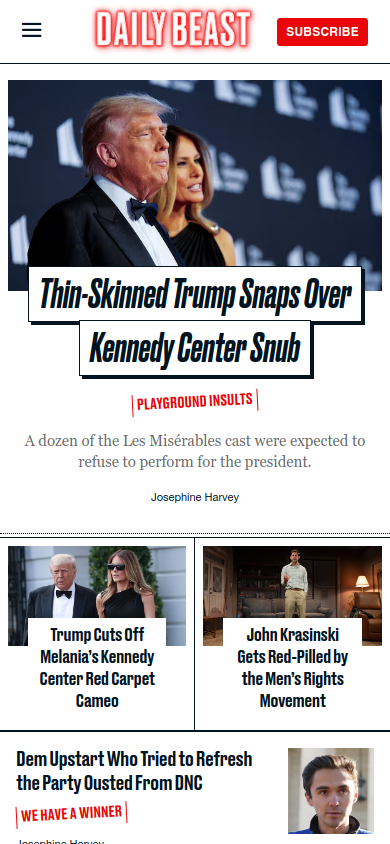 DAILY BEAST
SUBSCRIBE
Thin-Skinned Trump Snaps Over
Kennedy Center Snub
PLAYGROUND INSULTS
A dozen of the Les Misérables cast were expected to
refuse to perform for the president.
Josephine Harvey
Trump Cuts Off
Melania's Kennedy
Center Red Carpet
Cameo
John Krasinski
Gets Red-Pilled by
the Men's Rights
Movement
Dem Upstart Who Tried to Refresh
the Party Ousted From DNC
WE HAVE A WINNER
Josephine Harvey